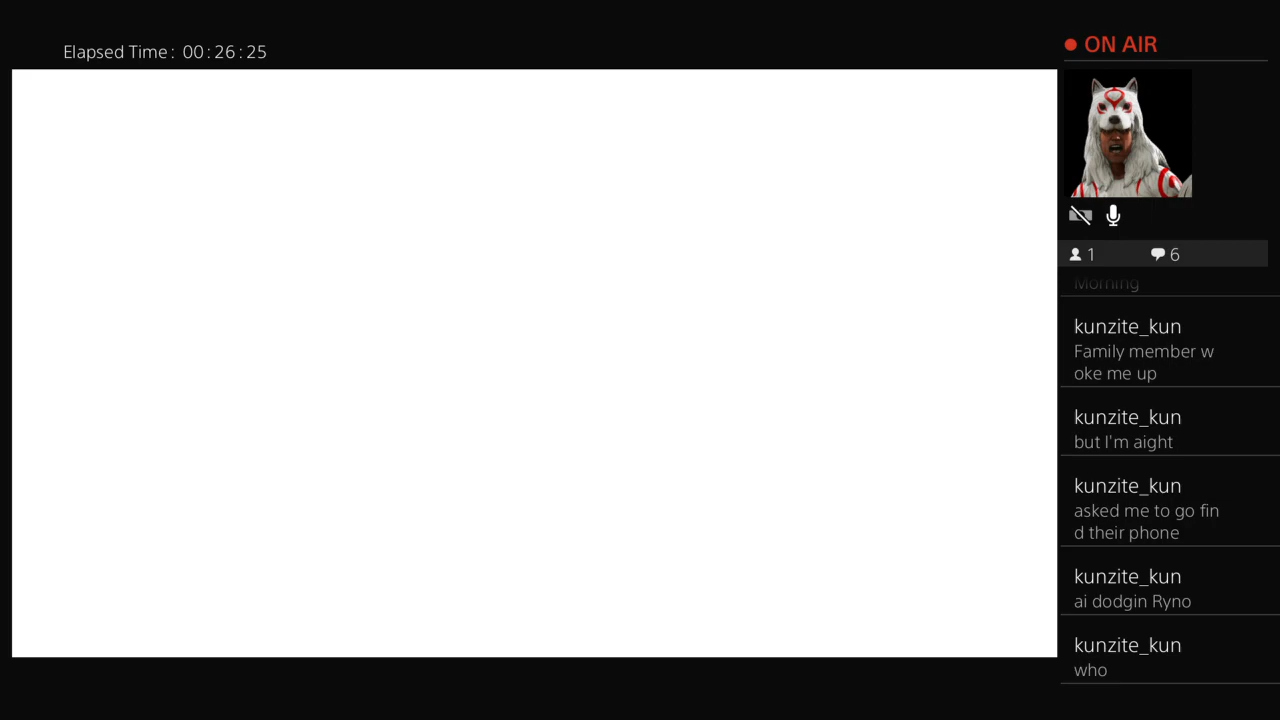 Elapsed Time: 00:26:25
ON AIR
1 6
Morning
kunzite_kun
Family member w
oke me up
kunzite_kun
but I'm aight
kunzite_kun
asked me to go fin
d their phone
kunzite_kun
ai dodgin Ryno
kunzite_kun
who